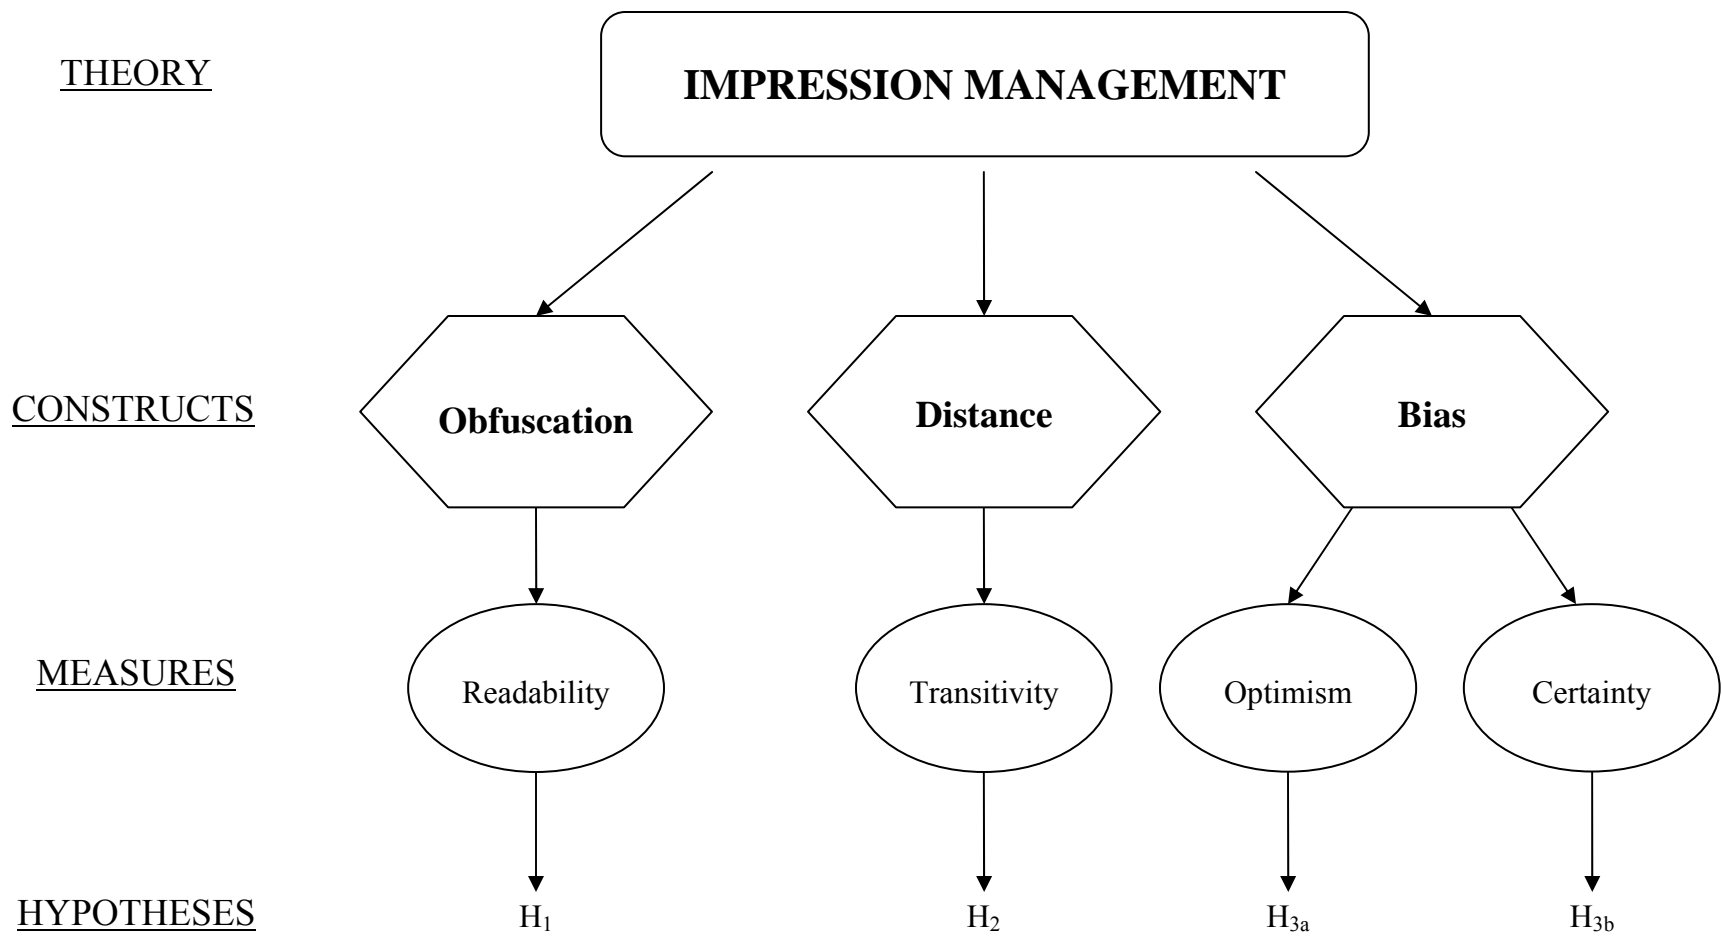 THEORY
IMPRESSION MANAGEMENT
CONSTRUCTS
Obfuscation
Distance
Bias
MEASURES
Readability
Transitivity
Optimism
Certainty
HYPOTHESES
H1
H2
H3a
H3b